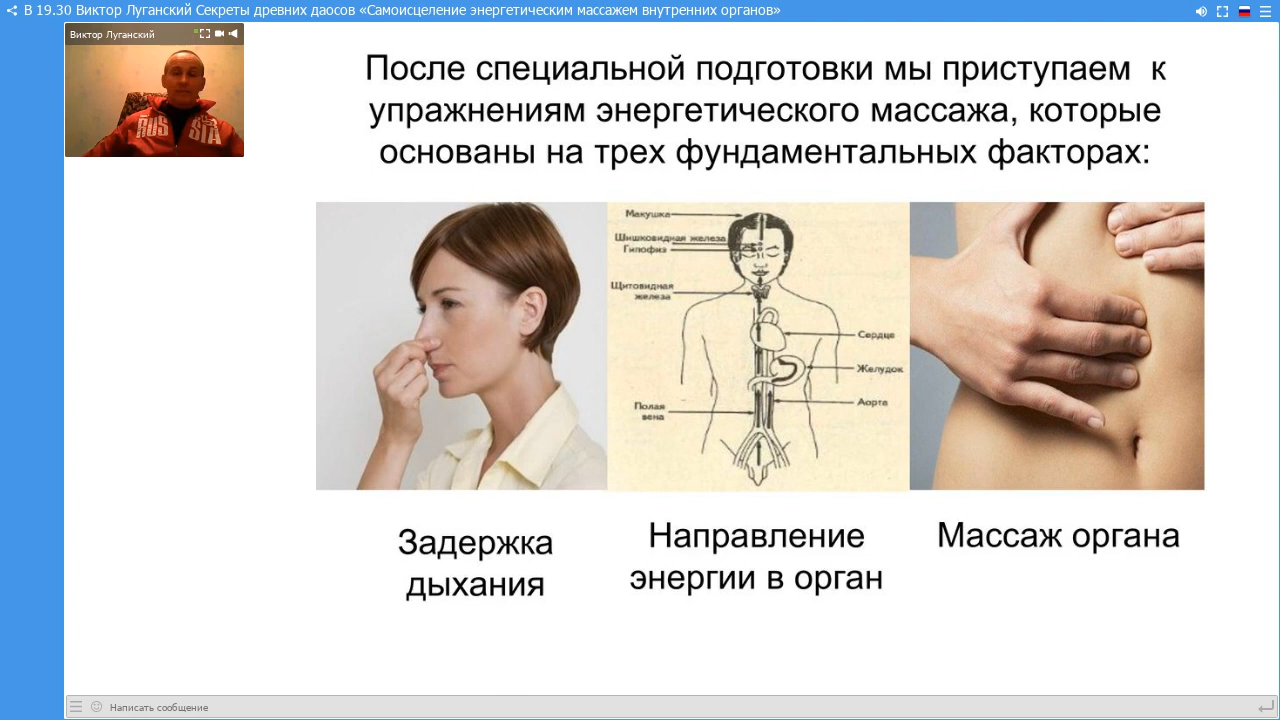 В 19.30 Виктор Луганский Секреты древних даосов «Самоисцеление энергетическим массажем внутренних органов»
Виктор Луганский
RUS
SIA
После специальной подготовки мы приступаем к
упражнениям энергетического массажа, которые
основаны на трех фундаментальных факторах:
Макушка
Шишковидная железа
Гипофиз
Щитовидная
железа
Сердце
Желудок
Аорта
Полая
вена
Задержка
дыхания
Направление
энергии в орган
Массаж органа
Написать сообщение